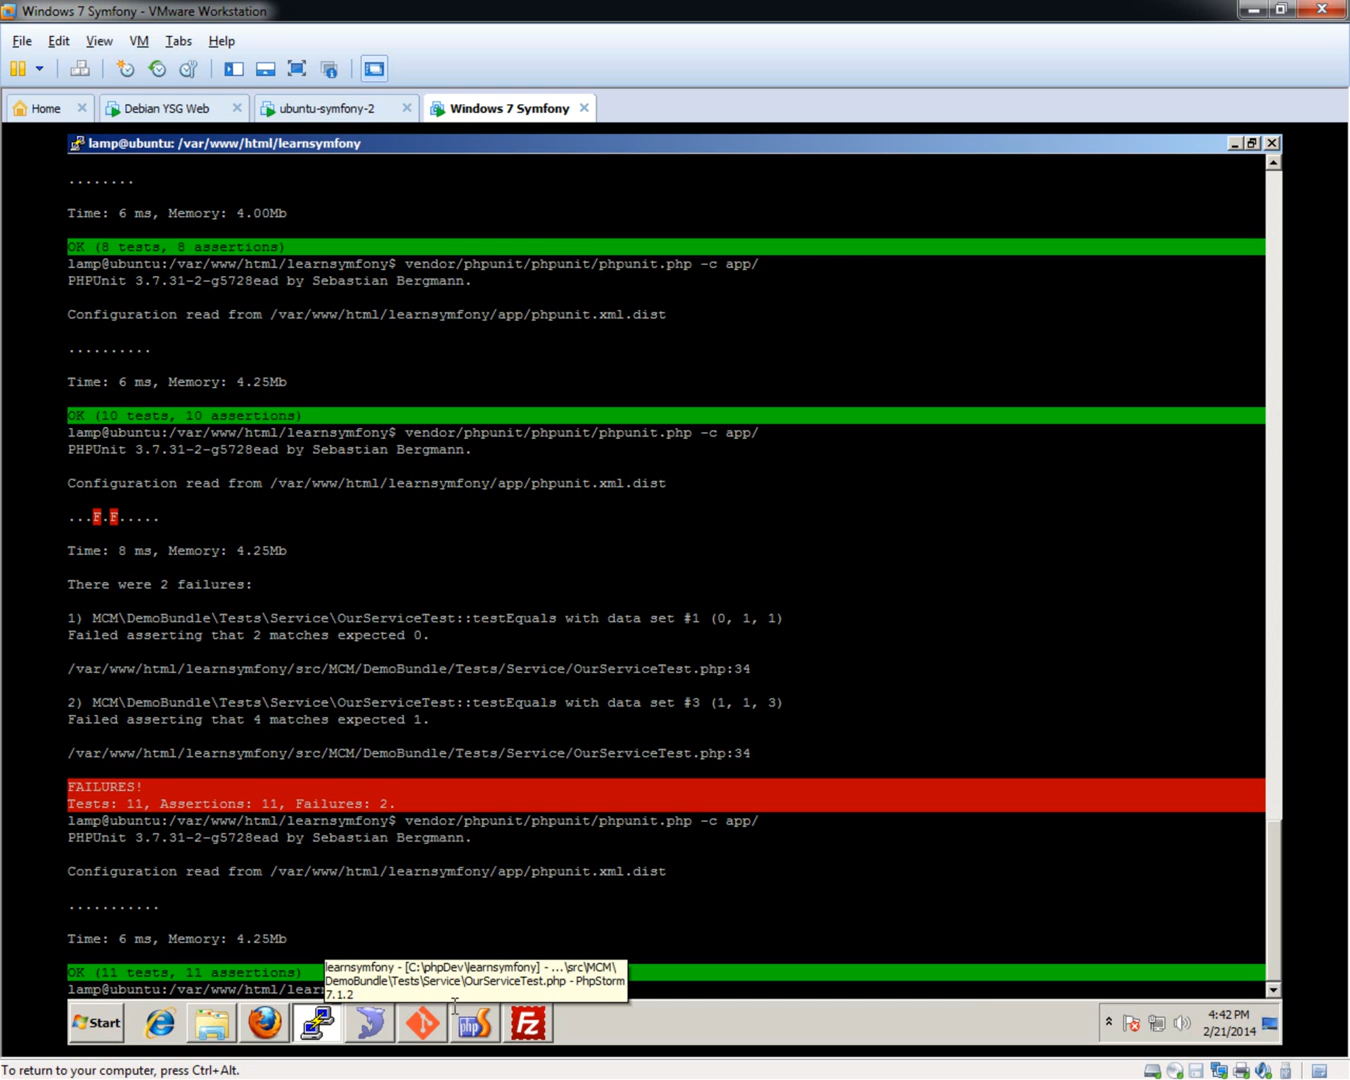 Windows 7 Symfony - VMware Workstation
File Edit View VM Tabs Help
Home Debian YSG Web ubuntu-symfony-2 Windows 7 Symfony
lamp@ubuntu: /var/www/html/learnsymfony
........
Time: 6 ms, Memory: 4.00Mb
OK (8 tests, 8 assertions)
lamp@ubuntu:/var/www/html/learnsymfony$ vendor/phpunit/phpunit/phpunit.php -c app/
PHPUnit 3.7.31-2-g5728ead by Sebastian Bergmann.
Configuration read from /var/www/html/learnsymfony/app/phpunit.xml.dist
..........
Time: 6 ms, Memory: 4.25Mb
OK (10 tests, 10 assertions)
lamp@ubuntu:/var/www/html/learnsymfony$ vendor/phpunit/phpunit/phpunit.php -c app/
PHPUnit 3.7.31-2-g5728ead by Sebastian Bergmann.
Configuration read from /var/www/html/learnsymfony/app/phpunit.xml.dist
...F.F.....
Time: 8 ms, Memory: 4.25Mb
There were 2 failures:
1) MCM\DemoBundle\Tests\Service\OurServiceTest::testEquals with data set #1 (0, 1, 1)
Failed asserting that 2 matches expected 0.
/var/www/html/learnsymfony/src/MCM/DemoBundle/Tests/Service/OurServiceTest.php:34
2) MCM\DemoBundle\Tests\Service\OurServiceTest::testEquals with data set #3 (1, 1, 3)
Failed asserting that 4 matches expected 1.
/var/www/html/learnsymfony/src/MCM/DemoBundle/Tests/Service/OurServiceTest.php:34
FAILURES!
Tests: 11, Assertions: 11, Failures: 2.
lamp@ubuntu:/var/www/html/learnsymfony$ vendor/phpunit/phpunit/phpunit.php -c app/
PHPUnit 3.7.31-2-g5728ead by Sebastian Bergmann.
Configuration read from /var/www/html/learnsymfony/app/phpunit.xml.dist
...........
Time: 6 ms, Memory: 4.25Mb
OK (11 tests, 11 assertions)
lamp@ubuntu:/var/www/html/lear
learnsymfony - [C:\phpDev\learnsymfony] - ...\src\MCM\
DemoBundle\Tests\Service\OurServiceTest.php - PhpStorm
7.1.2
Start
php
Fz
4:42 PM
2/21/2014
To return to your computer, press Ctrl+Alt.